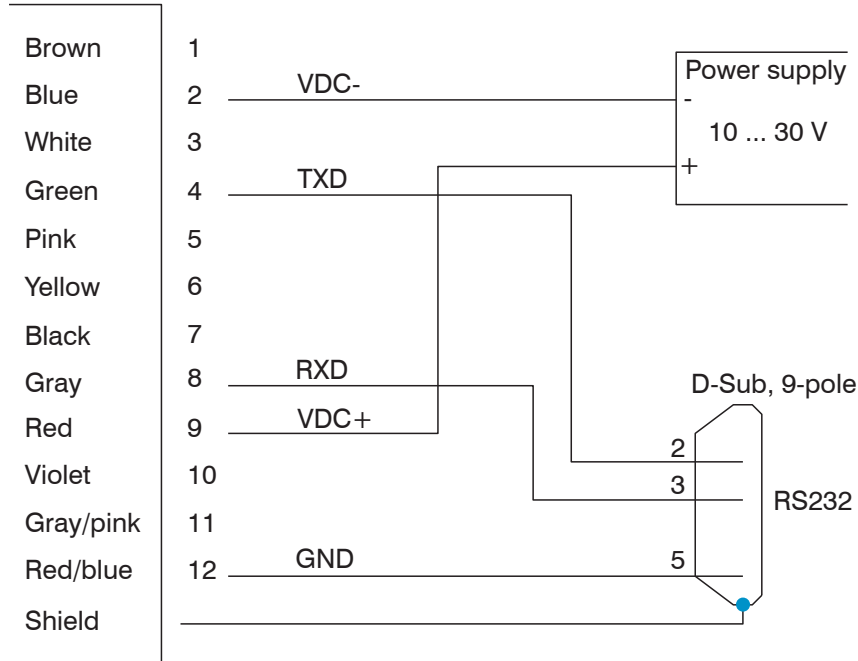 Brown 1
Blue 2 VDC-
White 3
Green 4 TXD
Pink 5
Yellow 6
Black 7
Gray 8 RXD
Red 9 VDC+
Violet 10
Gray/pink 11
Red/blue 12 GND
Shield
Power supply
-
10 ... 30 V
+
D-Sub, 9-pole
2
3
RS232
5